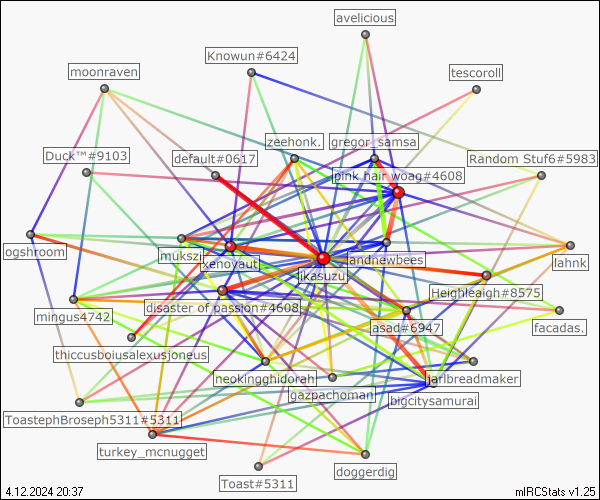 avelicious
Knowun#6424
moonraven
tescoroll
zeehonk.
gregor_samsa
Duck™#9103
default#0617
Random Stuf6#5983
pink hair woag#4608
ogshroom
mukszi
xenoyaut
landnewbees
lahnk
likasuzu
Heighleaigh#8575
mingus4742
disaster of passion#4608
asad#6947
facadas.
thiccusboiusalexusjoneus
neokingghidorah
gazpachoman
jarlbreadmaker
bigcitysamurai
ToastephBroseph5311#5311
turkey_mcnugget
doggerdig
Toast#5311
4.12.2024 20:37
mIRCStats v1.25